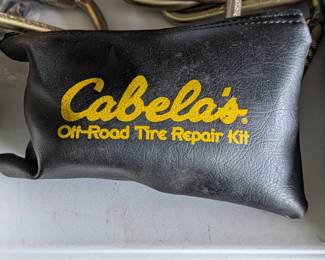 Cabela's.
Off-Road Tire Repair Kit